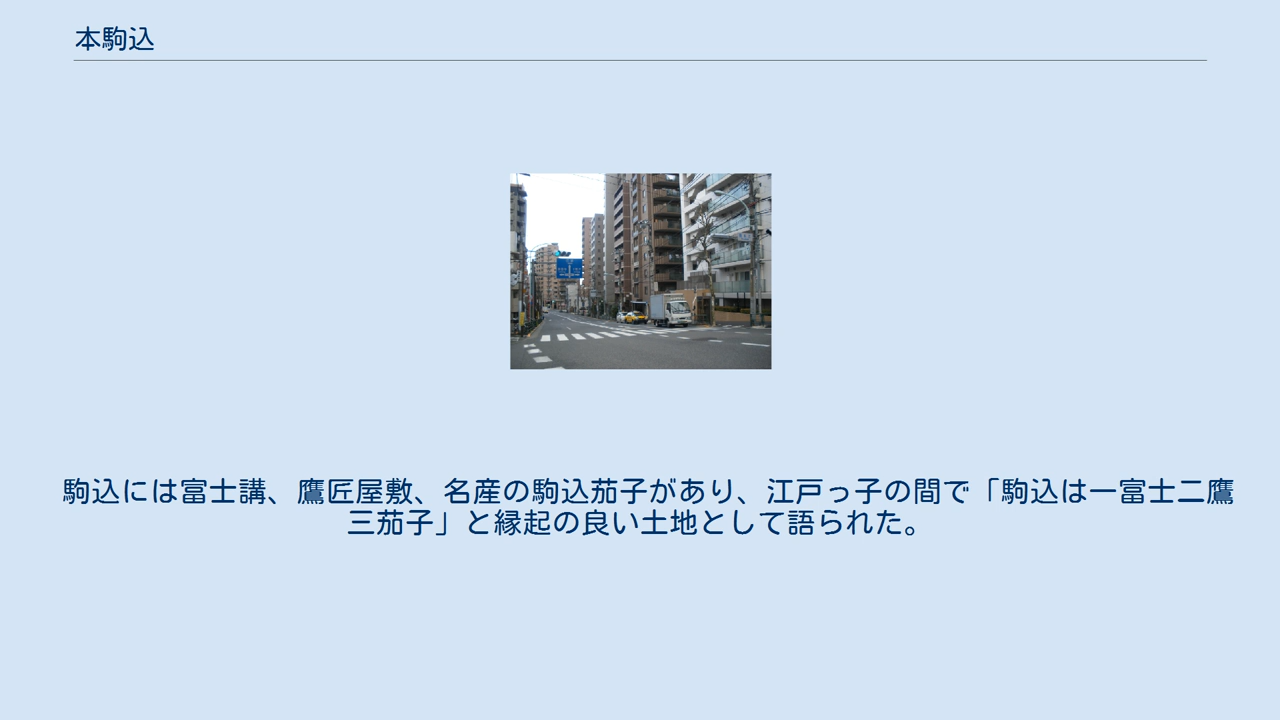 本駒込
駒込には富士講、鷹匠屋敷、名産の駒込茄子があり、江戸っ子の間で「駒込は一富士二鷹
三茄子」と縁起の良い土地として語られた。